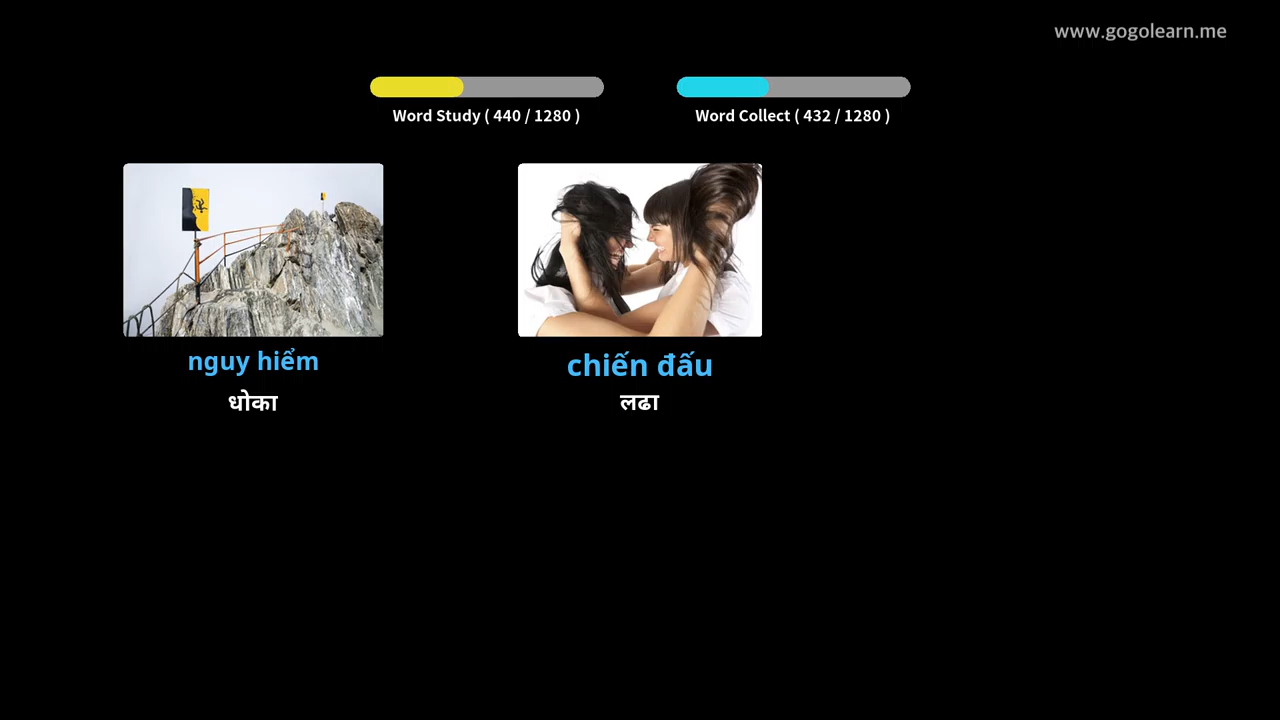 www.gogolearn.me
Word Study ( 440 / 1280 )
Word Collect ( 432 / 1280 )
nguy hiểm
धोका
chiến đấu
लढा